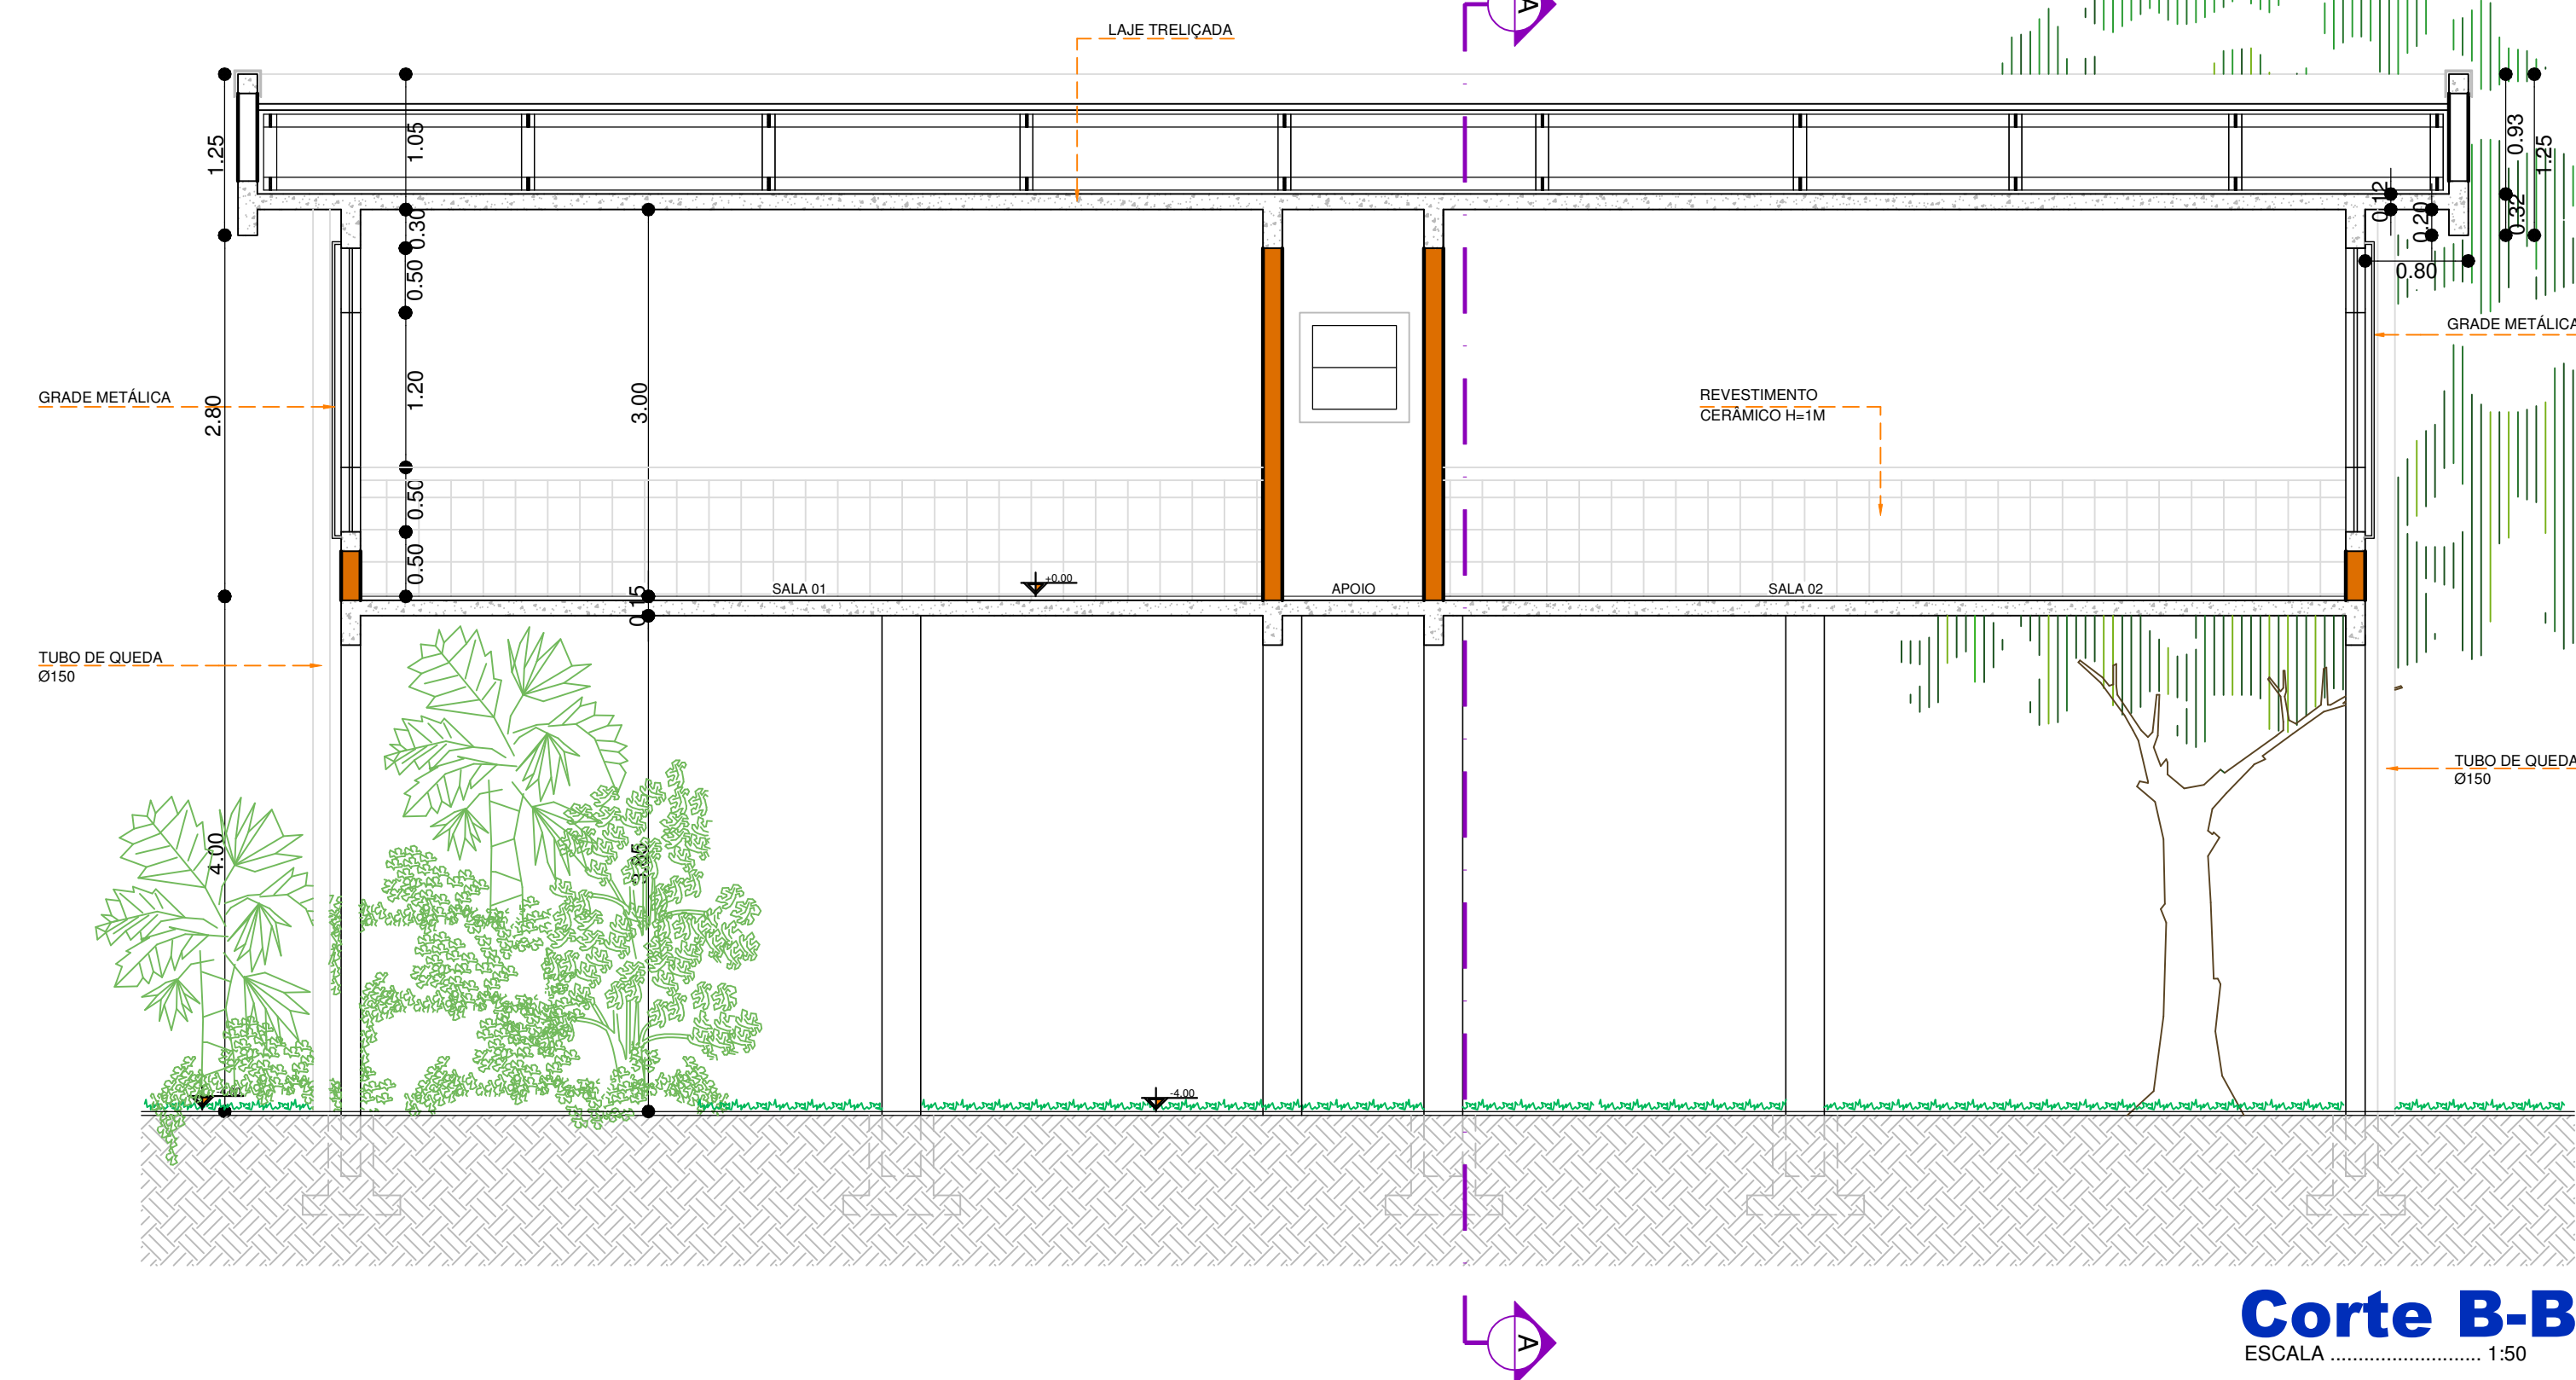 A
LAJE TRELIÇADA
1.25
1.05
0.93
1.25
0.30
0.12
0.20
0.32
0.50
0.80
GRADE METÁLICA
GRADE METÁLICA
2.80
1.20
3.00
REVESTIMENTO
CERÂMICO H=1M
0.50
0.50
SALA 01
+0.00
APOIO
SALA 02
0.15
TUBO DE QUEDA
Ø150
TUBO DE QUEDA
Ø150
4.00
3.85
-4.00
A
Corte B-B
ESCALA ........................... 1:50